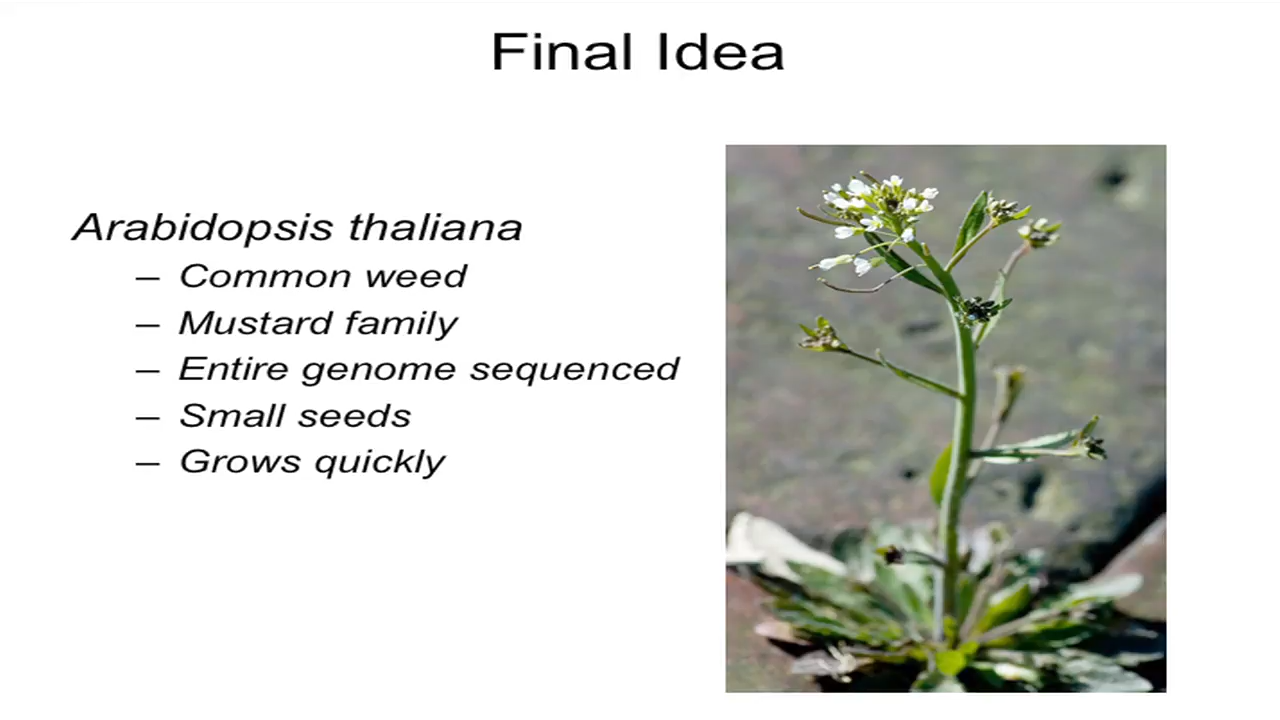 Final Idea
Arabidopsis thaliana
– Common weed
– Mustard family
– Entire genome sequenced
– Small seeds
– Grows quickly